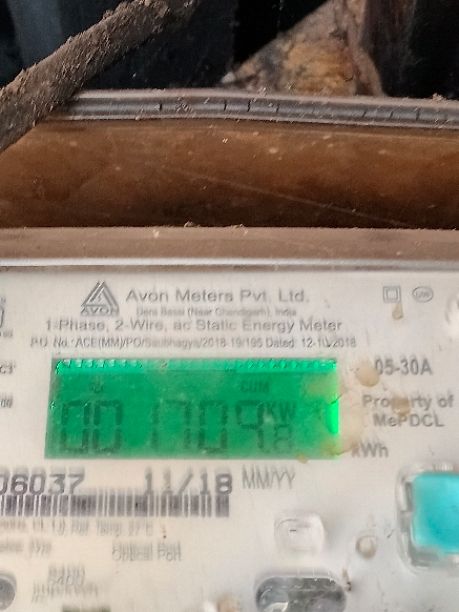 Avon Meters Pvt. Ltd.
Dera Bassi (Near Chandigarh), India
1-Phase, 2-Wire, ac Static Energy Meter
P.O. No.:ACE(MM)/PO/Saubhagya/2018-19/195 Dated: 12-10-2018
05-30A
CUM
001709
KW
h
Property of
MePDCL
kWh
06037 11/18 MM/YY
Optical Port